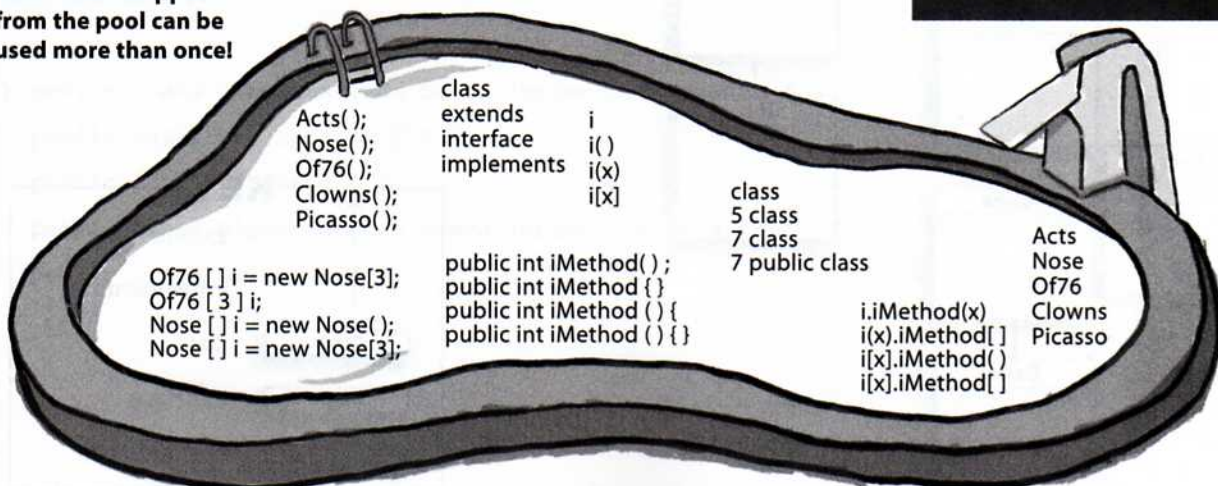 from the pool can be
used more than once!
class
extends
interface
implements
Acts( );
Nose( );
Of76( );
Clowns( );
Picasso( );
i
i( )
i(x)
i[x]
class
5 class
7 class
7 public class
Acts
Nose
Of76
Clowns
Picasso
Of76 [ ] i = new Nose[3];
Of76 [ 3 ] i;
Nose [ ] i = new Nose( );
Nose [ ] i = new Nose[3];
public int iMethod( ) ;
public int iMethod { }
public int iMethod ( ) {
public int iMethod ( ) { }
i.iMethod(x)
i(x).iMethod[ ]
i[x].iMethod( )
i[x].iMethod[ ]